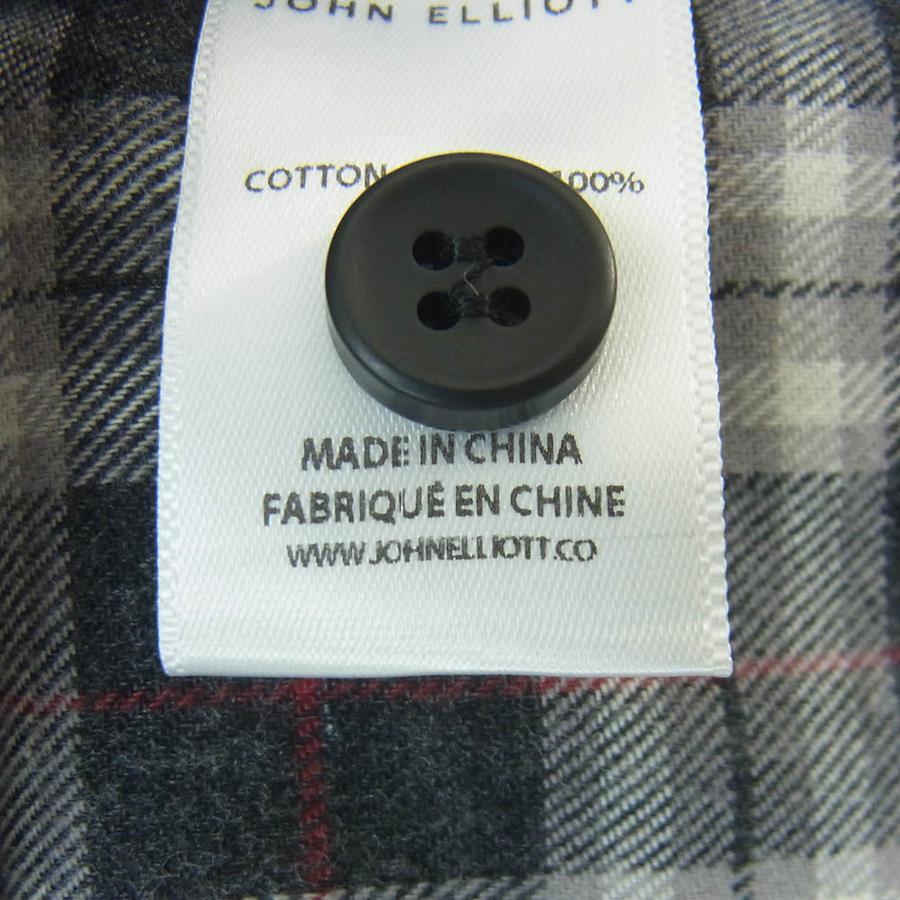 JOHN ELLIOTT
COTTON 100%
MADE IN CHINA
FABRIQUÉ EN CHINE
WWW.JOHNELLIOTT.CO